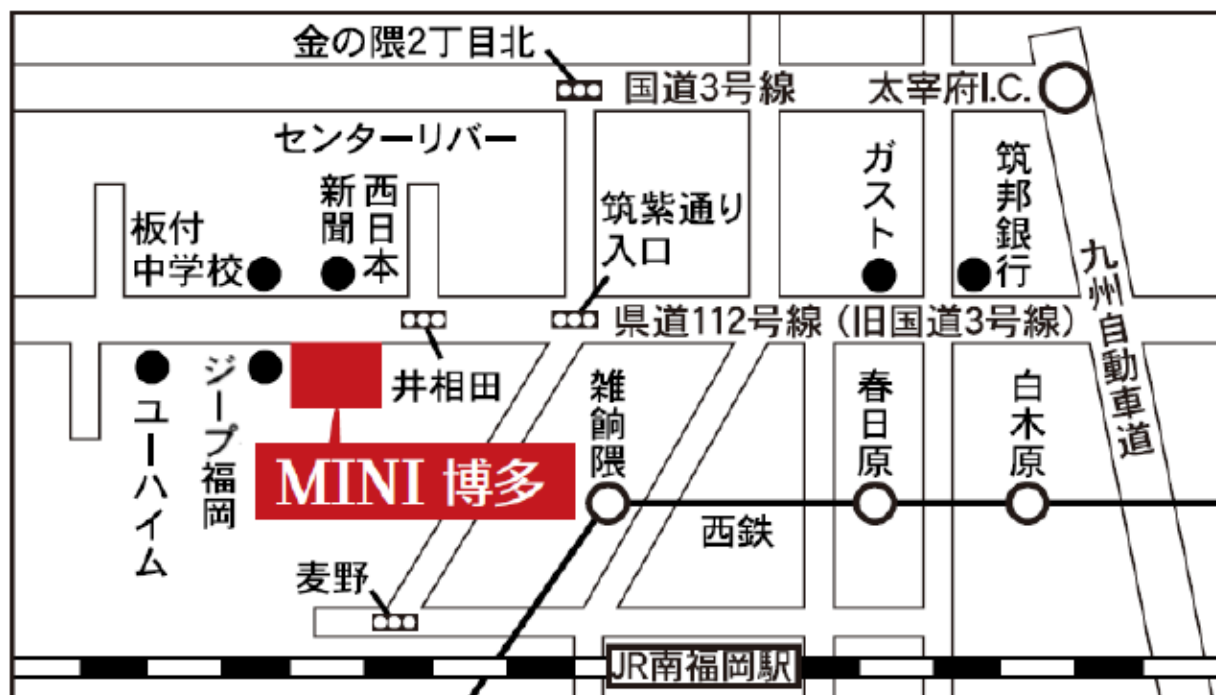 金の隈2丁目北
国道3号線
太宰府I.C.
センターリバー
西日本
新聞
板付
中学校
筑紫通り
入口
ガスト
筑邦銀行
九州自動車道
県道112号線(旧国道3号線)
井相田
ジープ福岡
ユーハイム
MINI 博多
雑餉隈
春日原
白木原
西鉄
麦野
JR南福岡駅